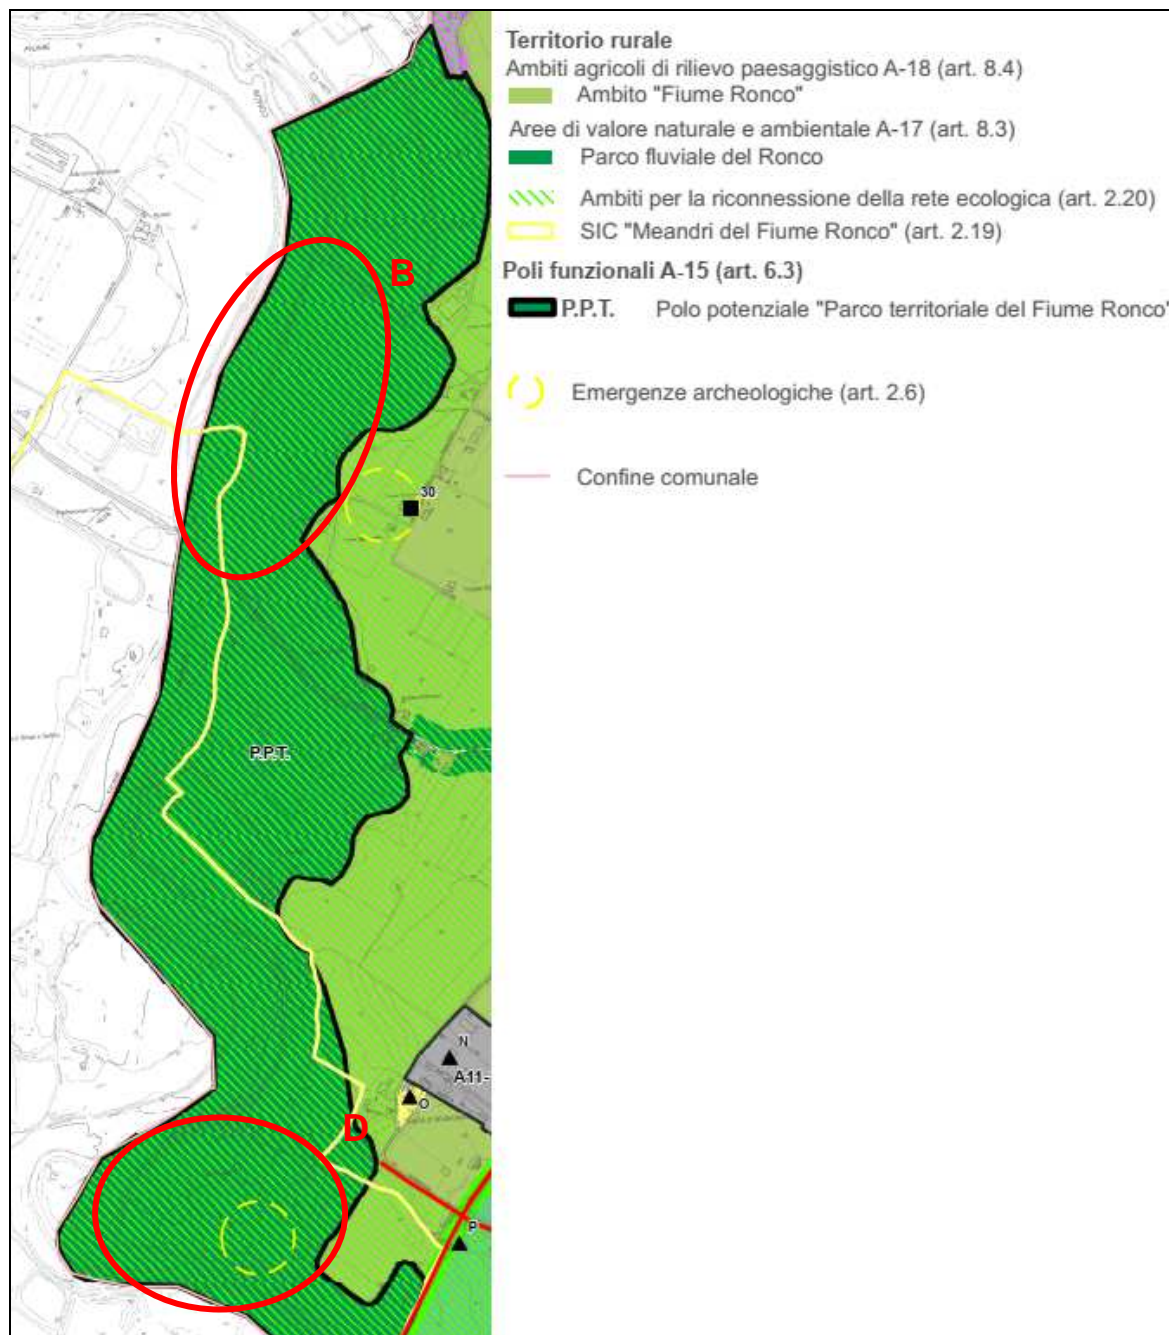 Territorio rurale
Ambiti agricoli di rilievo paesaggistico A-18 (art. 8.4)
Ambito "Fiume Ronco"
Aree di valore naturale e ambientale A-17 (art. 8.3)
Parco fluviale del Ronco
Ambiti per la riconnessione della rete ecologica (art. 2.20)
SIC "Meandri del Fiume Ronco" (art. 2.19)
Poli funzionali A-15 (art. 6.3)
P.P.T. Polo potenziale "Parco territoriale del Fiume Ronco"
Emergenze archeologiche (art. 2.6)
Confine comunale
FIUME
B
30
P.P.T.
N
A11-
O
D
P